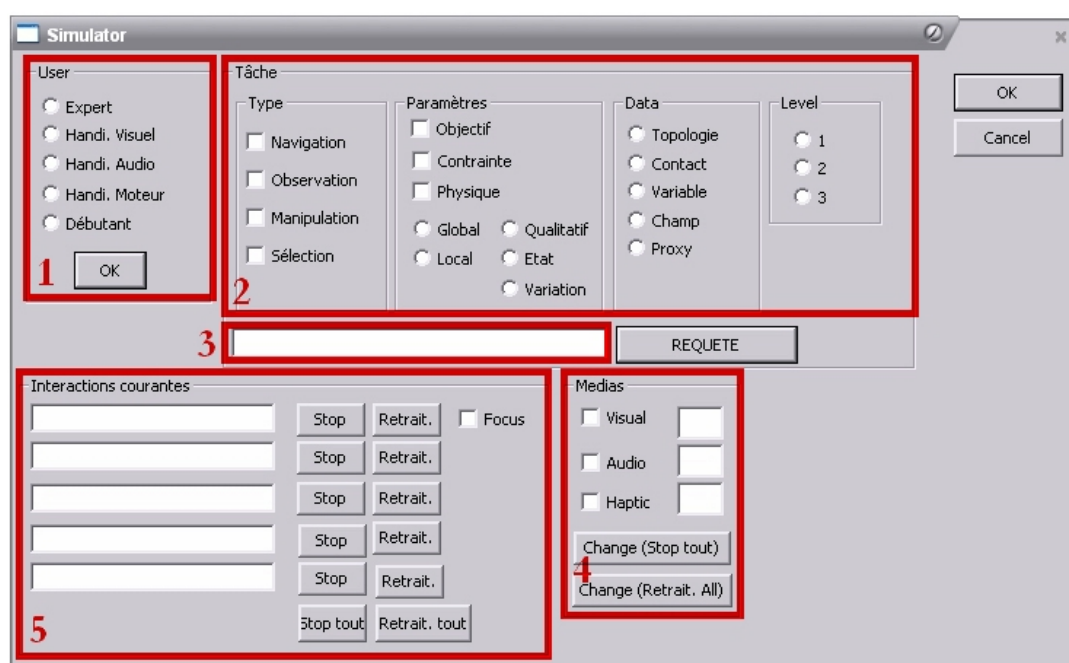 Simulator
User
Expert
Handi. Visuel
Handi. Audio
Handi. Moteur
Débutant
OK
1
Tâche
Type
Navigation
Observation
Manipulation
Sélection
Paramètres
Objectif
Contrainte
Physique
Global
Qualitatif
Local
Etat
Variation
Data
Topologie
Contact
Variable
Champ
Proxy
Level
1
2
3
2
OK
Cancel
3
REQUETE
Interactions courantes
Stop
Retrait.
Focus
Stop
Retrait.
Stop
Retrait.
Stop
Retrait.
Stop
Retrait.
Stop tout
Retrait. tout
5
Medias
Visual
Audio
Haptic
Change (Stop tout)
4
Change (Retrait. All)